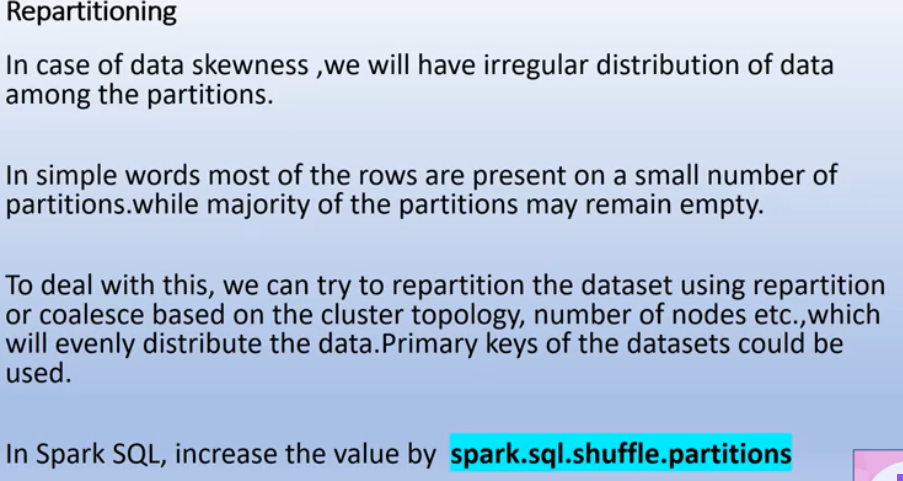 Repartitioning
In case of data skewness ,we will have irregular distribution of data
among the partitions.
In simple words most of the rows are present on a small number of
partitions.while majority of the partitions may remain empty.
To deal with this, we can try to repartition the dataset using repartition
or coalesce based on the cluster topology, number of nodes etc.,which
will evenly distribute the data.Primary keys of the datasets could be
used.
In Spark SQL, increase the value by spark.sql.shuffle.partitions